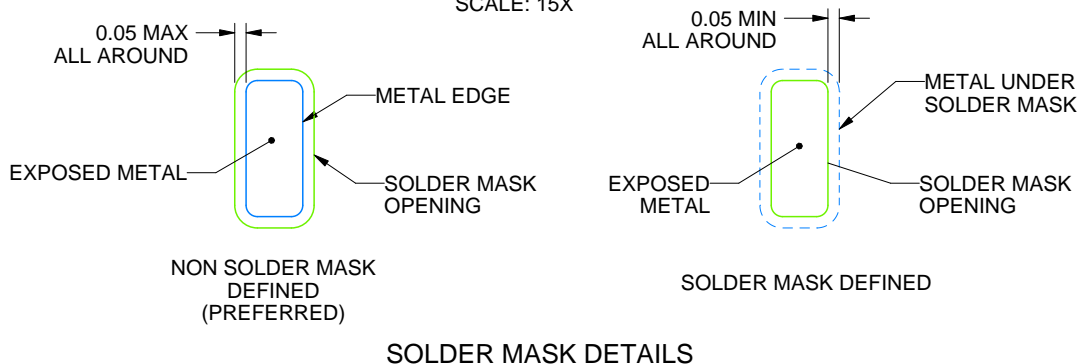 SCALE: 15X
0.05 MAX
ALL AROUND
METAL EDGE
EXPOSED METAL
SOLDER MASK
OPENING
NON SOLDER MASK
DEFINED
(PREFERRED)
0.05 MIN
ALL AROUND
METAL UNDER
SOLDER MASK
EXPOSED
METAL
SOLDER MASK
OPENING
SOLDER MASK DEFINED
SOLDER MASK DETAILS